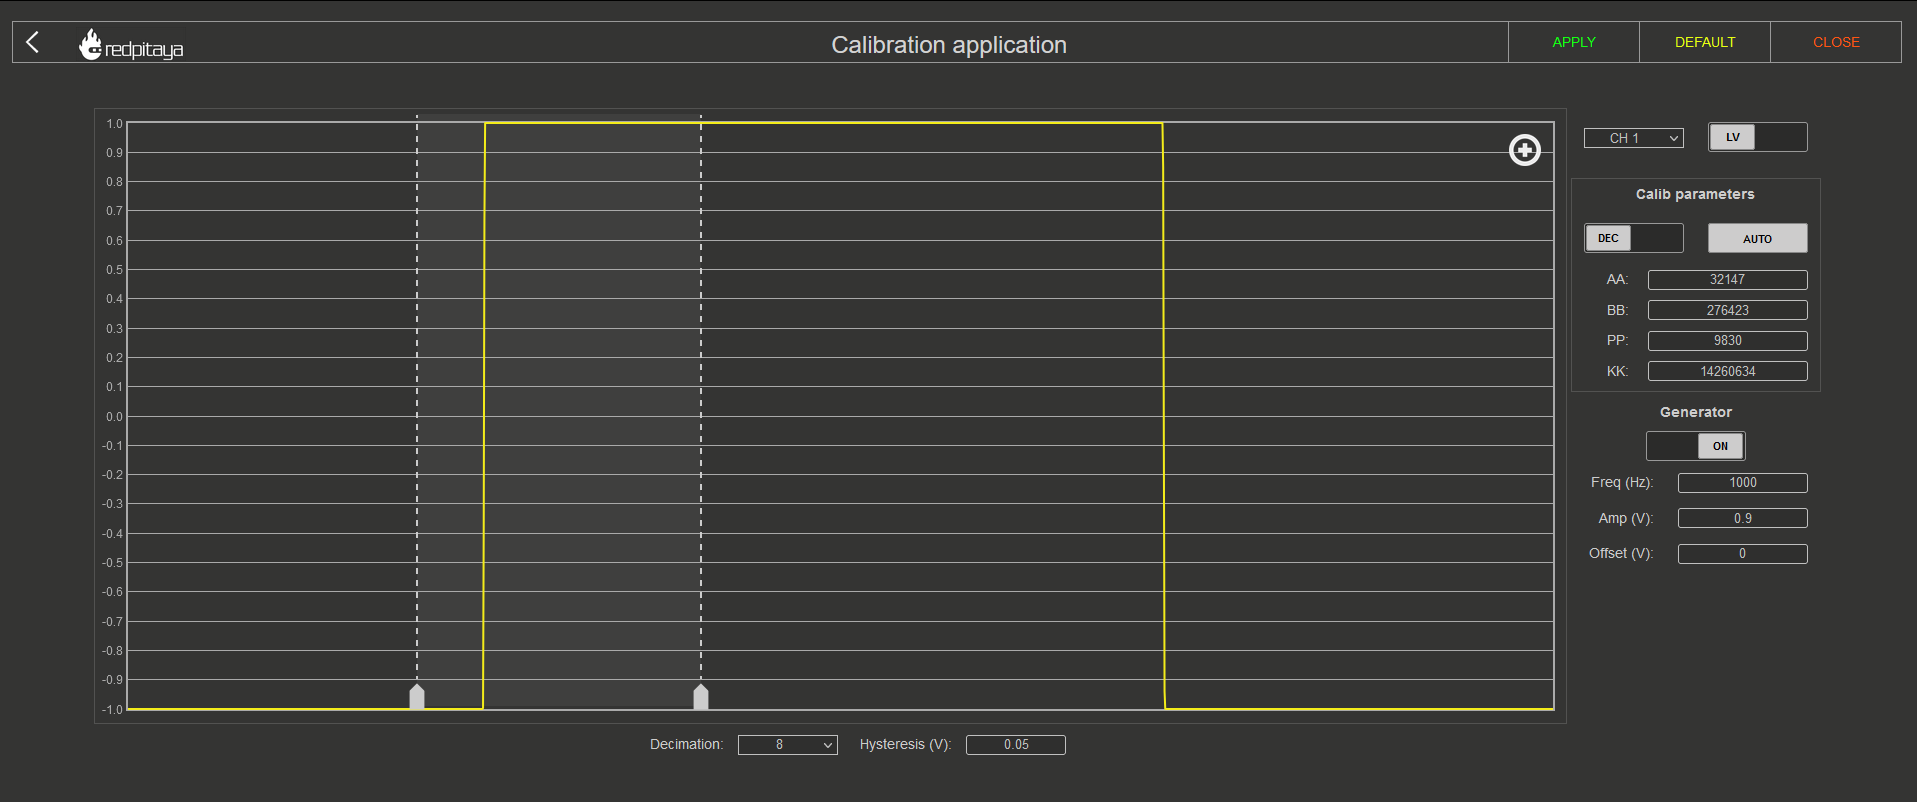 redpitaya
Calibration application
APPLY
DEFAULT
CLOSE
1.0
0.9
0.8
0.7
0.6
0.5
0.4
0.3
0.2
0.1
0.0
-0.1
-0.2
-0.3
-0.4
-0.5
-0.6
-0.7
-0.8
-0.9
-1.0
CH 1
LV
Calib parameters
DEC
AUTO
AA: 32147
BB: 276423
PP: 9830
KK: 14260634
Generator
ON
Freq (Hz): 1000
Amp (V): 0.9
Offset (V): 0
Decimation: 8 Hysteresis (V): 0.05